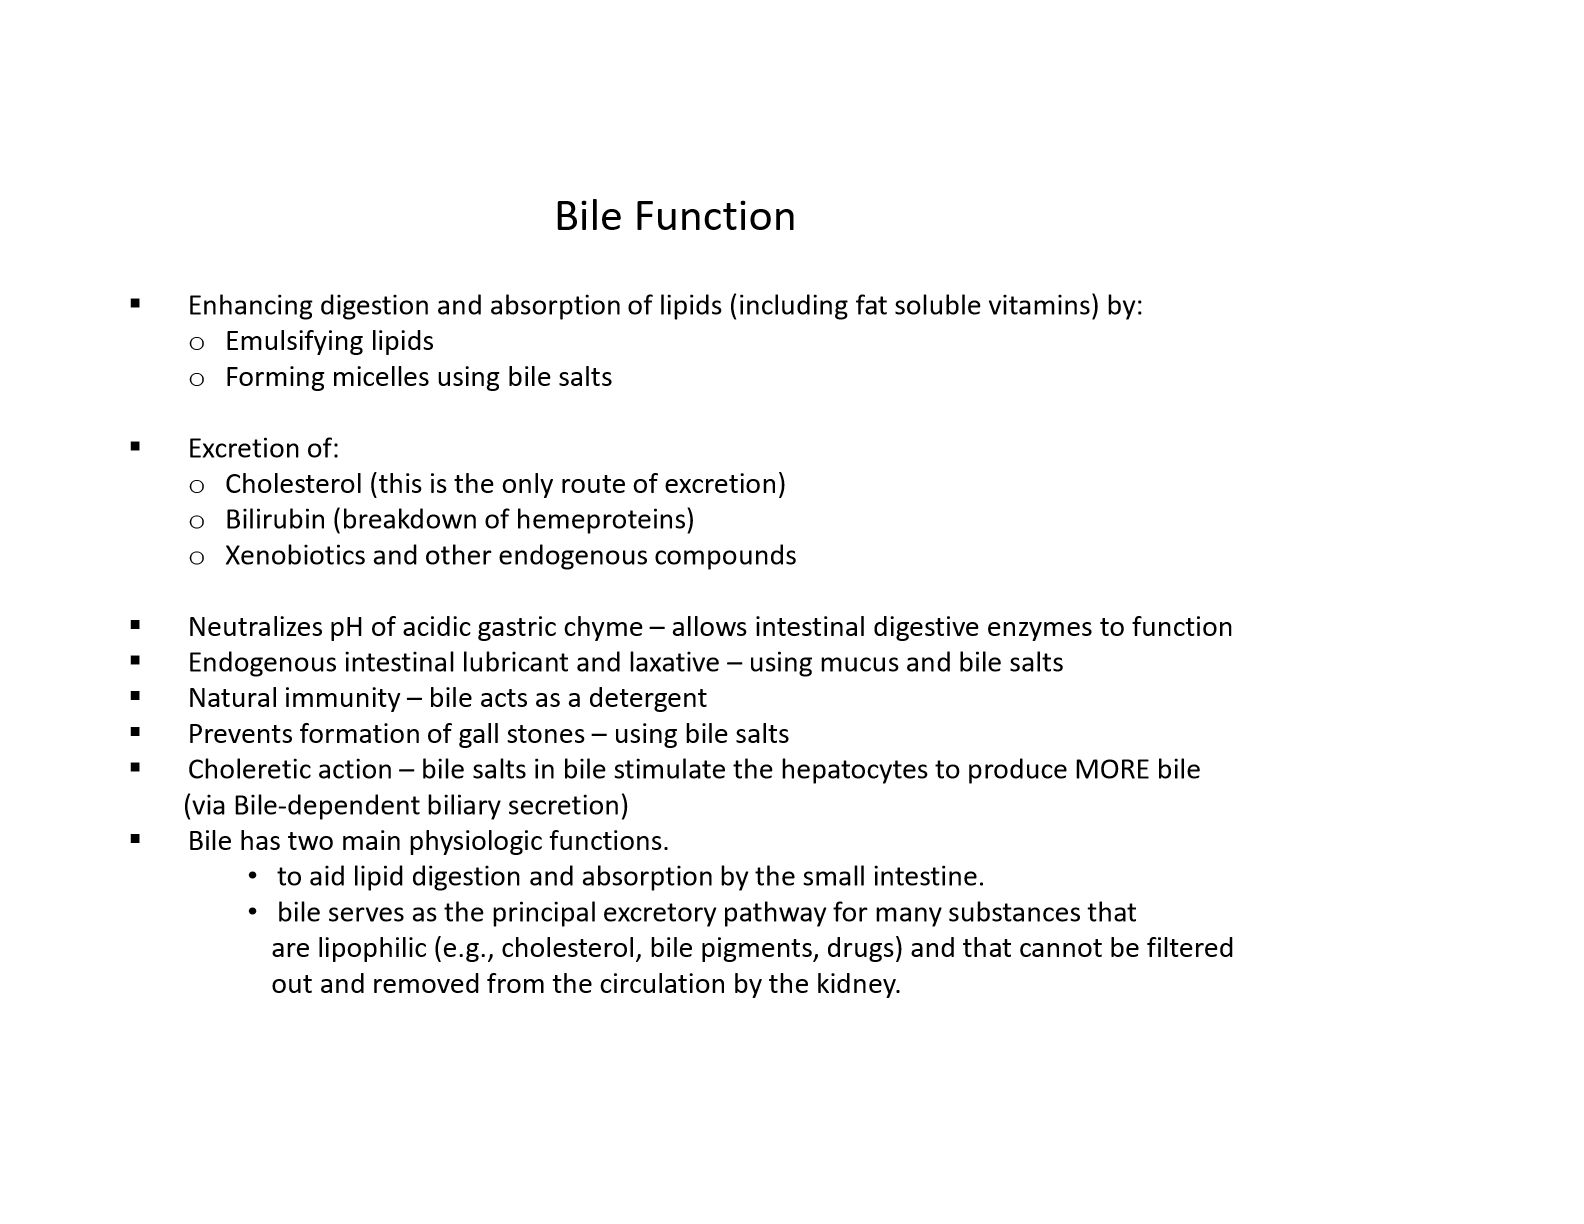 Bile Function
▪ Enhancing digestion and absorption of lipids (including fat soluble vitamins) by:
o Emulsifying lipids
o Forming micelles using bile salts
▪ Excretion of:
o Cholesterol (this is the only route of excretion)
o Bilirubin (breakdown of hemeproteins)
o Xenobiotics and other endogenous compounds
▪ Neutralizes pH of acidic gastric chyme – allows intestinal digestive enzymes to function
▪ Endogenous intestinal lubricant and laxative – using mucus and bile salts
▪ Natural immunity – bile acts as a detergent
▪ Prevents formation of gall stones – using bile salts
▪ Choleretic action – bile salts in bile stimulate the hepatocytes to produce MORE bile
(via Bile-dependent biliary secretion)
▪ Bile has two main physiologic functions.
• to aid lipid digestion and absorption by the small intestine.
• bile serves as the principal excretory pathway for many substances that
are lipophilic (e.g., cholesterol, bile pigments, drugs) and that cannot be filtered
out and removed from the circulation by the kidney.